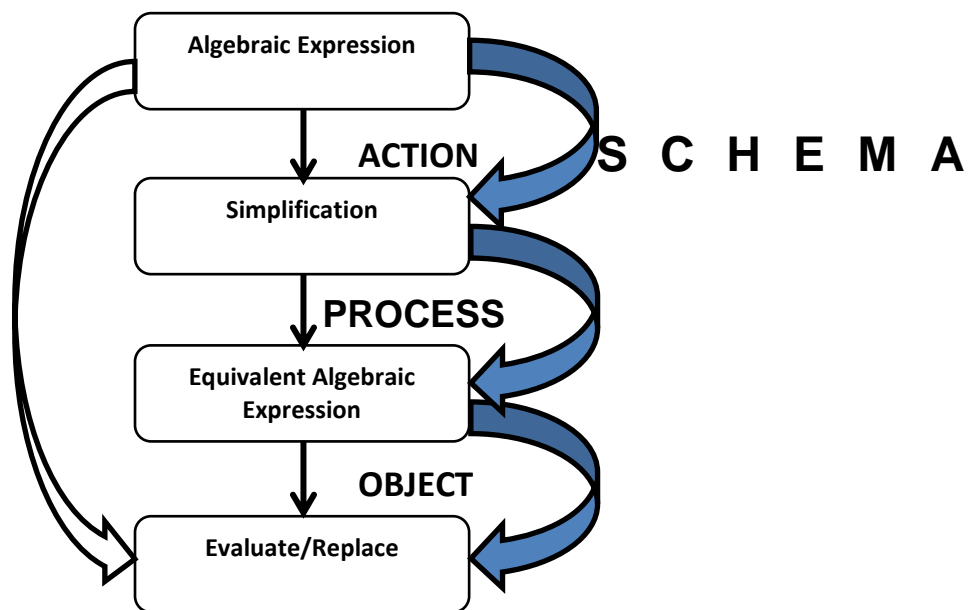 Algebraic Expression
ACTION
S C H E M A
Simplification
PROCESS
Equivalent Algebraic
Expression
OBJECT
Evaluate/Replace